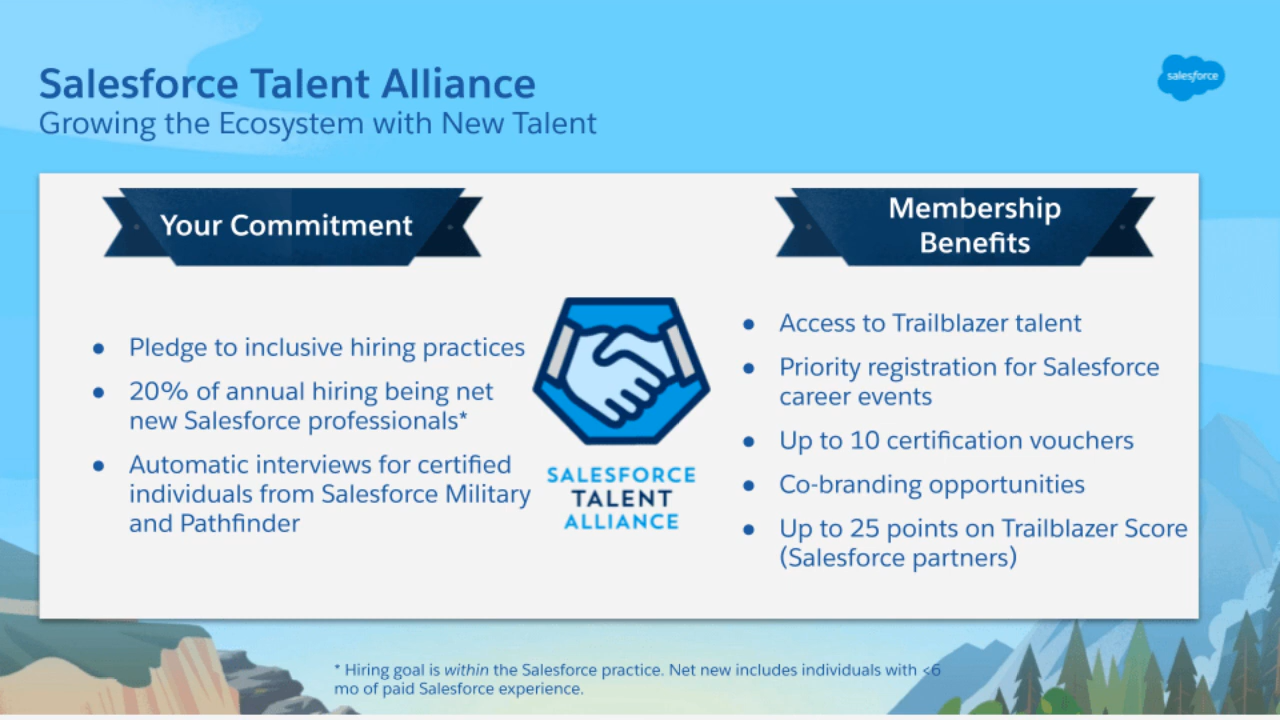 Salesforce Talent Alliance
Growing the Ecosystem with New Talent
salesforce
Your Commitment
● Pledge to inclusive hiring practices
● 20% of annual hiring being net
new Salesforce professionals*
● Automatic interviews for certified
individuals from Salesforce Military
and Pathfinder
SALESFORCE
TALENT
ALLIANCE
Membership
Benefits
● Access to Trailblazer talent
● Priority registration for Salesforce
career events
● Up to 10 certification vouchers
● Co-branding opportunities
● Up to 25 points on Trailblazer Score
(Salesforce partners)
* Hiring goal is within the Salesforce practice. Net new includes individuals with <6
mo of paid Salesforce experience.